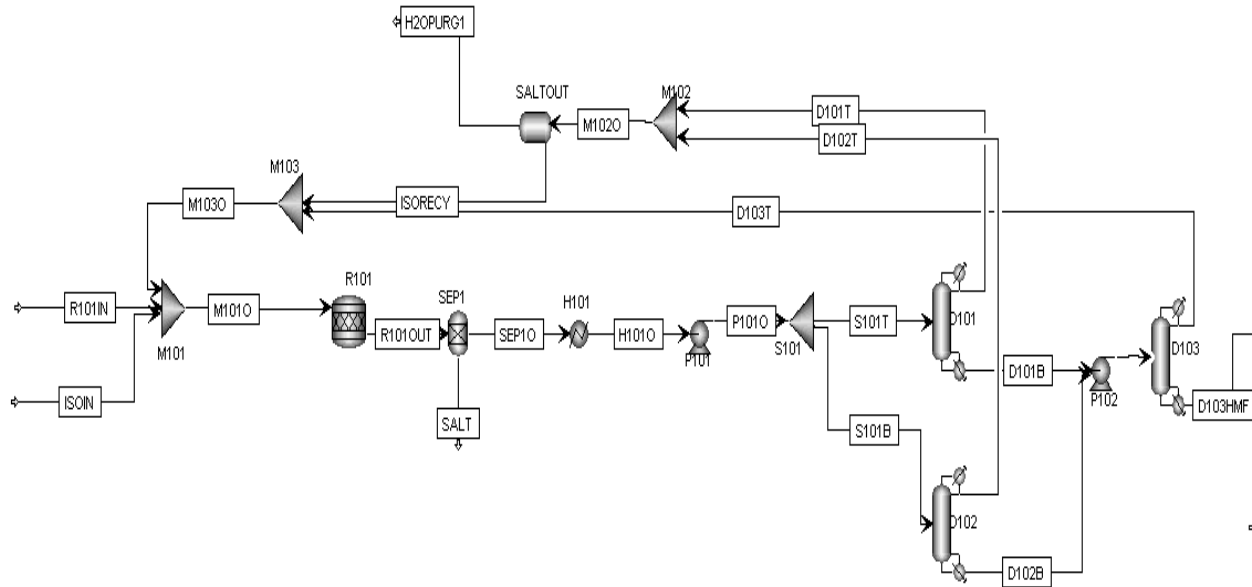 H2OPURG1
SALTOUT
M102
M102O
D101T
D102T
M103
M103O
ISORECY
D103T
R101IN
M101O
M101
ISOIN
R101
R101OUT
SEP1
SEP1O
SALT
H101
H101O
P101
P101O
S101
S101T
S101B
D101
D101B
D102
D102B
P102
D103
D103HMF